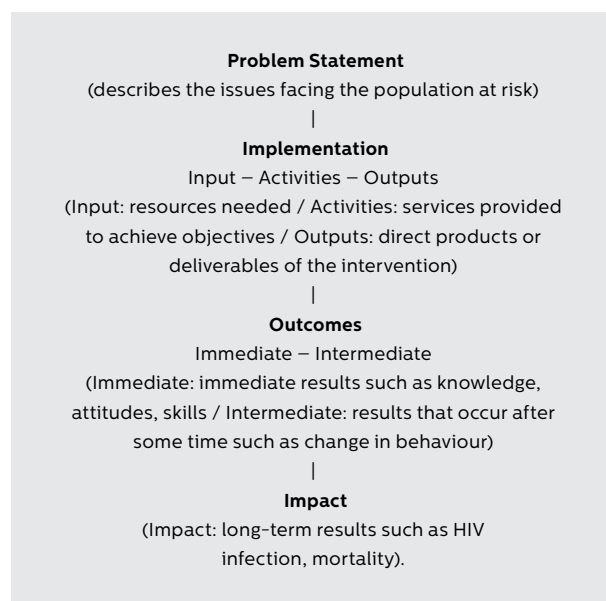 Problem Statement
(describes the issues facing the population at risk)
|
Implementation
Input – Activities – Outputs
(Input: resources needed / Activities: services provided
to achieve objectives / Outputs: direct products or
deliverables of the intervention)
|
Outcomes
Immediate – Intermediate
(Immediate: immediate results such as knowledge,
attitudes, skills / Intermediate: results that occur after
some time such as change in behaviour)
|
Impact
(Impact: long-term results such as HIV
infection, mortality).